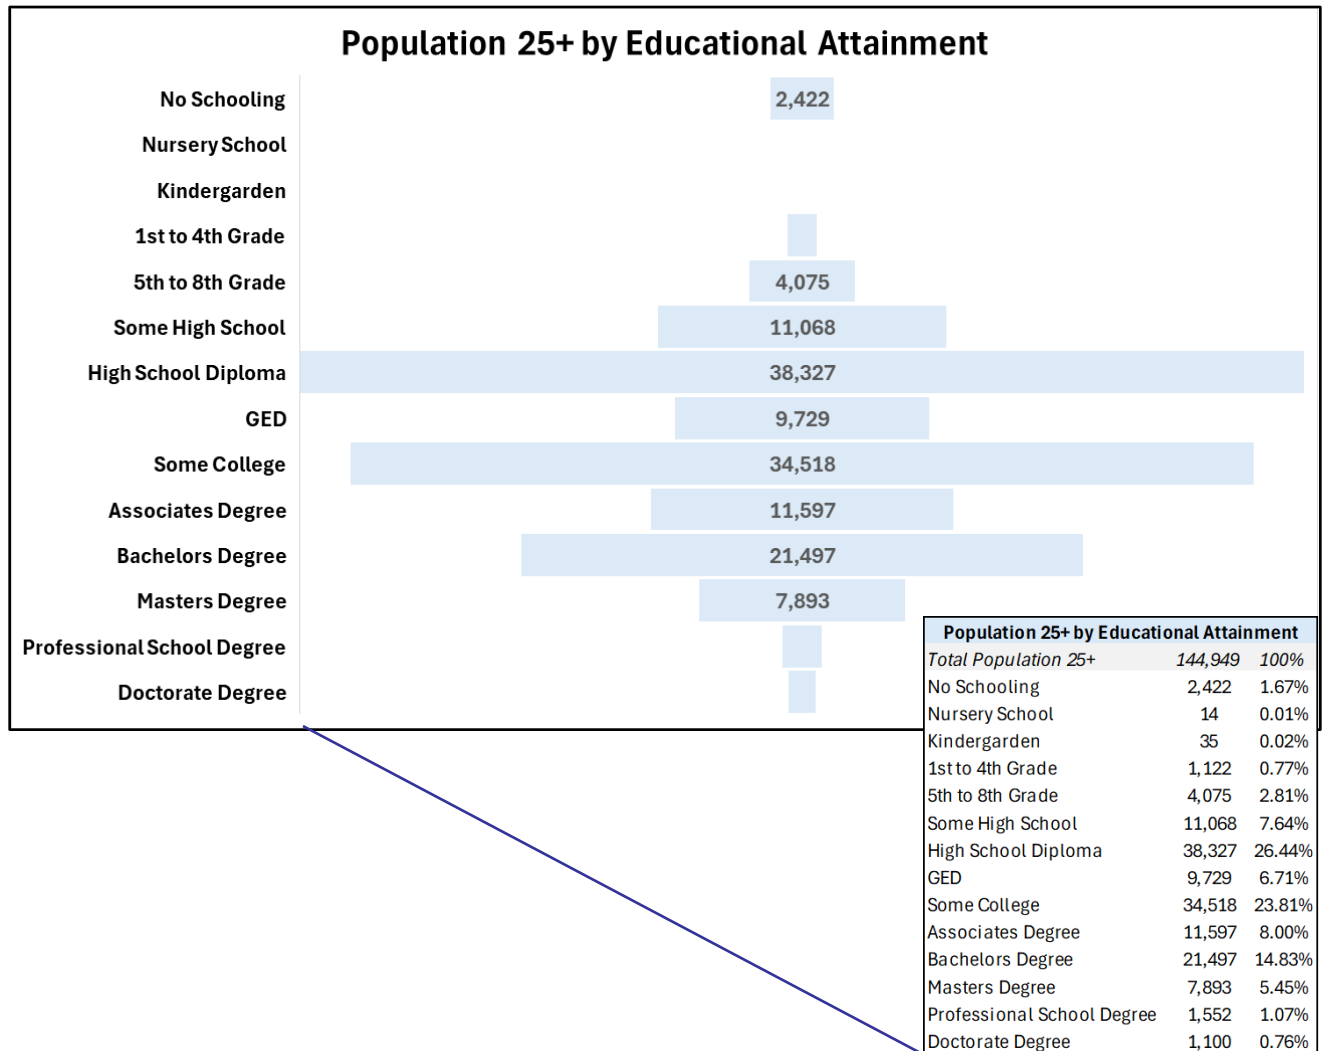 Population 25+ by Educational Attainment
No Schooling 2,422
Nursery School
Kindergarden
1st to 4th Grade
5th to 8th Grade 4,075
Some High School 11,068
High School Diploma 38,327
GED 9,729
Some College 34,518
Associates Degree 11,597
Bachelors Degree 21,497
Masters Degree 7,893
Professional School Degree
Doctorate Degree
Population 25+ by Educational Attainment
Total Population 25+ 144,949 100%
No Schooling 2,422 1.67%
Nursery School 14 0.01%
Kindergarden 35 0.02%
1st to 4th Grade 1,122 0.77%
5th to 8th Grade 4,075 2.81%
Some High School 11,068 7.64%
High School Diploma 38,327 26.44%
GED 9,729 6.71%
Some College 34,518 23.81%
Associates Degree 11,597 8.00%
Bachelors Degree 21,497 14.83%
Masters Degree 7,893 5.45%
Professional School Degree 1,552 1.07%
Doctorate Degree 1,100 0.76%